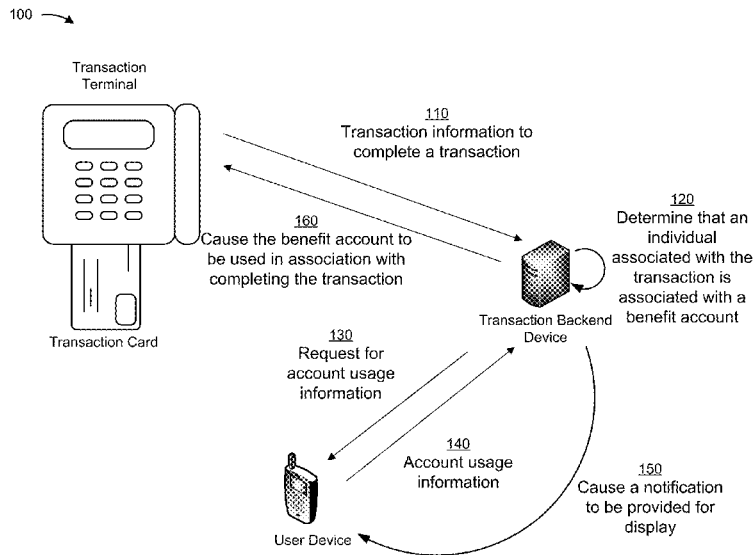 100
Transaction
Terminal
110
Transaction information to
complete a transaction
160
Cause the benefit account to
be used in association with
completing the transaction
120
Determine that an
individual
associated with the
transaction is
associated with a
benefit account
Transaction Card
Transaction Backend
Device
130
Request for
account usage
information
140
Account usage
information
150
Cause a notification
to be provided for
display
User Device